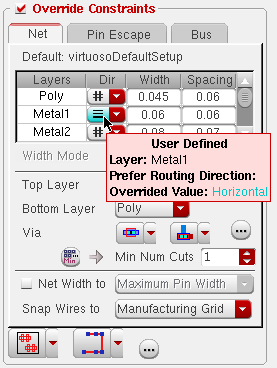 Override Constraints
Net Pin Escape Bus
Default: virtuosoDefaultSetup
Layers Dir Width Spacing
Poly 0.045 0.06
Metal1 0.06 0.06
Metal2 0.08 0.07
User Defined
Layer: Metal1
Prefer Routing Direction:
Overrided Value: Horizontal
Width Mode
Top Layer
Bottom Layer Poly
Via ...
Min Min Num Cuts 1
Net Width to Maximum Pin Width
Snap Wires to Manufacturing Grid
...